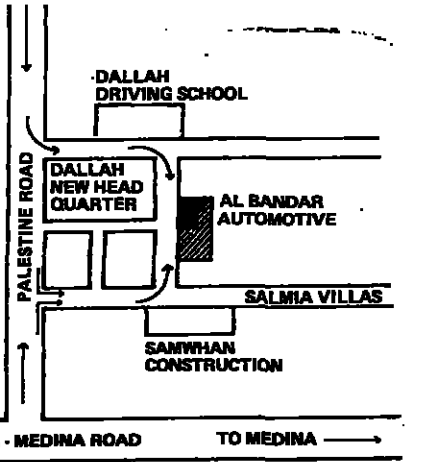 DALLAH
DRIVING SCHOOL
DALLAH
NEW HEAD
QUARTER
PALESTINE ROAD
AL BANDAR
AUTOMOTIVE
SALMIA VILLAS
SAMWHAN
CONSTRUCTION
MEDINA ROAD
TO MEDINA